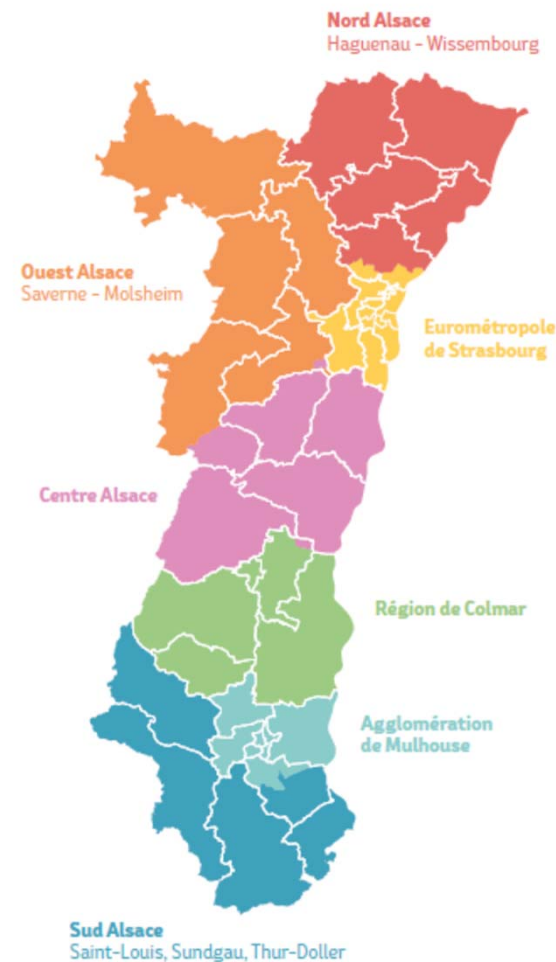 Nord Alsace
Haguenau - Wissembourg
Ouest Alsace
Saverne - Molsheim
Eurométropole
de Strasbourg
Centre Alsace
Région de Colmar
Agglomération
de Mulhouse
Sud Alsace
Saint-Louis, Sundgau, Thur-Doller